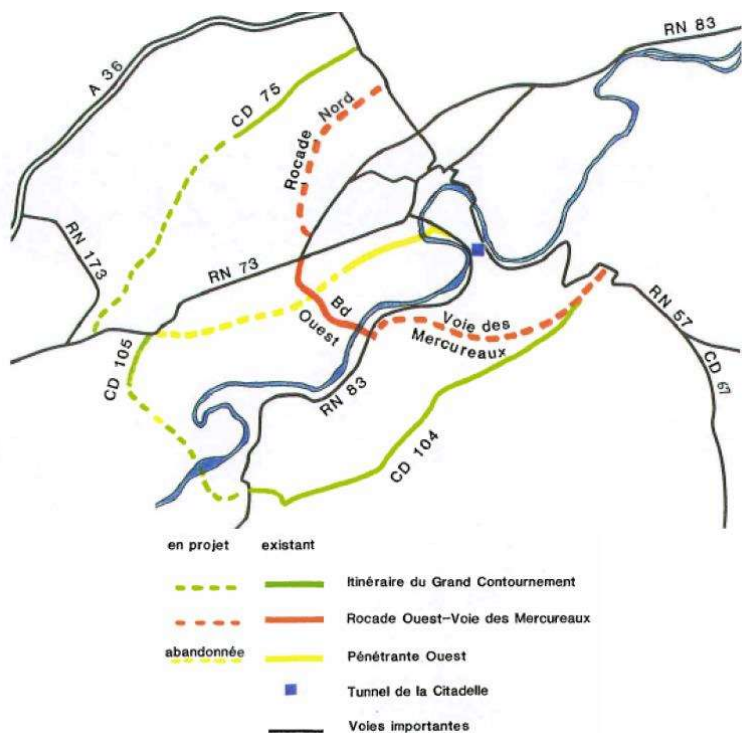 RN 83
A 36
CD 75
Rocade Nord
RN 173
RN 73
Bd
Ouest
Voie des
Mercureaux
RN 57
CD 67
CD 105
RN 83
CD 104
en projet existant
Itinéraire du Grand Contournement
Rocade Ouest-Voie des Mercureaux
abandonnée
Pénétrante Ouest
Tunnel de la Citadelle
Voies importantes